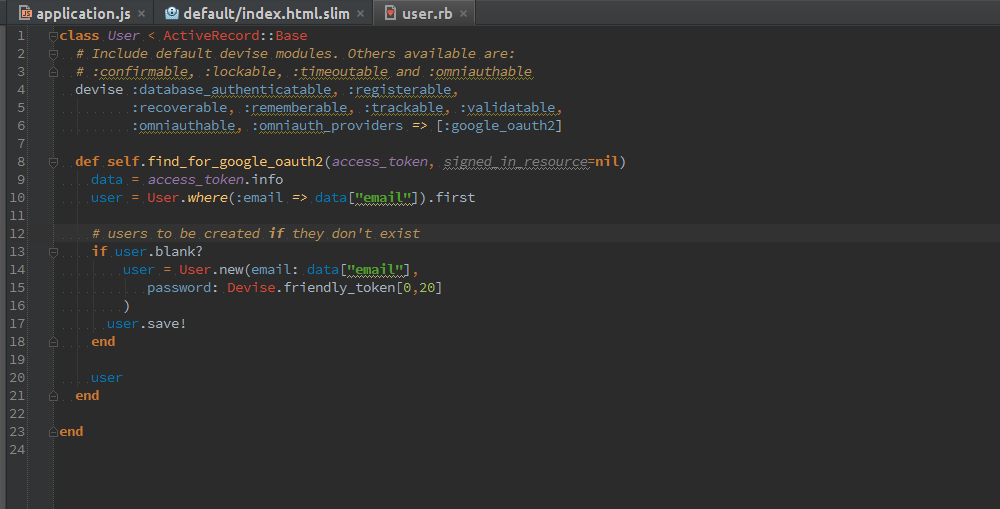 application.js × default/index.html.slim × user.rb ×
1 class User < ActiveRecord::Base
2 # Include default devise modules. Others available are:
3 # :confirmable, :lockable, :timeoutable and :omniauthable
4 devise :database_authenticatable, :registerable,
5 :recoverable, :rememberable, :trackable, :validatable,
6 :omniauthable, :omniauth_providers => [:google_oauth2]
7
8 def self.find_for_google_oauth2(access_token, signed_in_resource=nil)
9 data = access_token.info
10 user = User.where(:email => data["email"]).first
11
12 # users to be created if they don't exist
13 if user.blank?
14 user = User.new(email: data["email"],
15 password: Devise.friendly_token[0,20]
16 )
17 user.save!
18 end
19
20 user
21 end
22
23 end
24